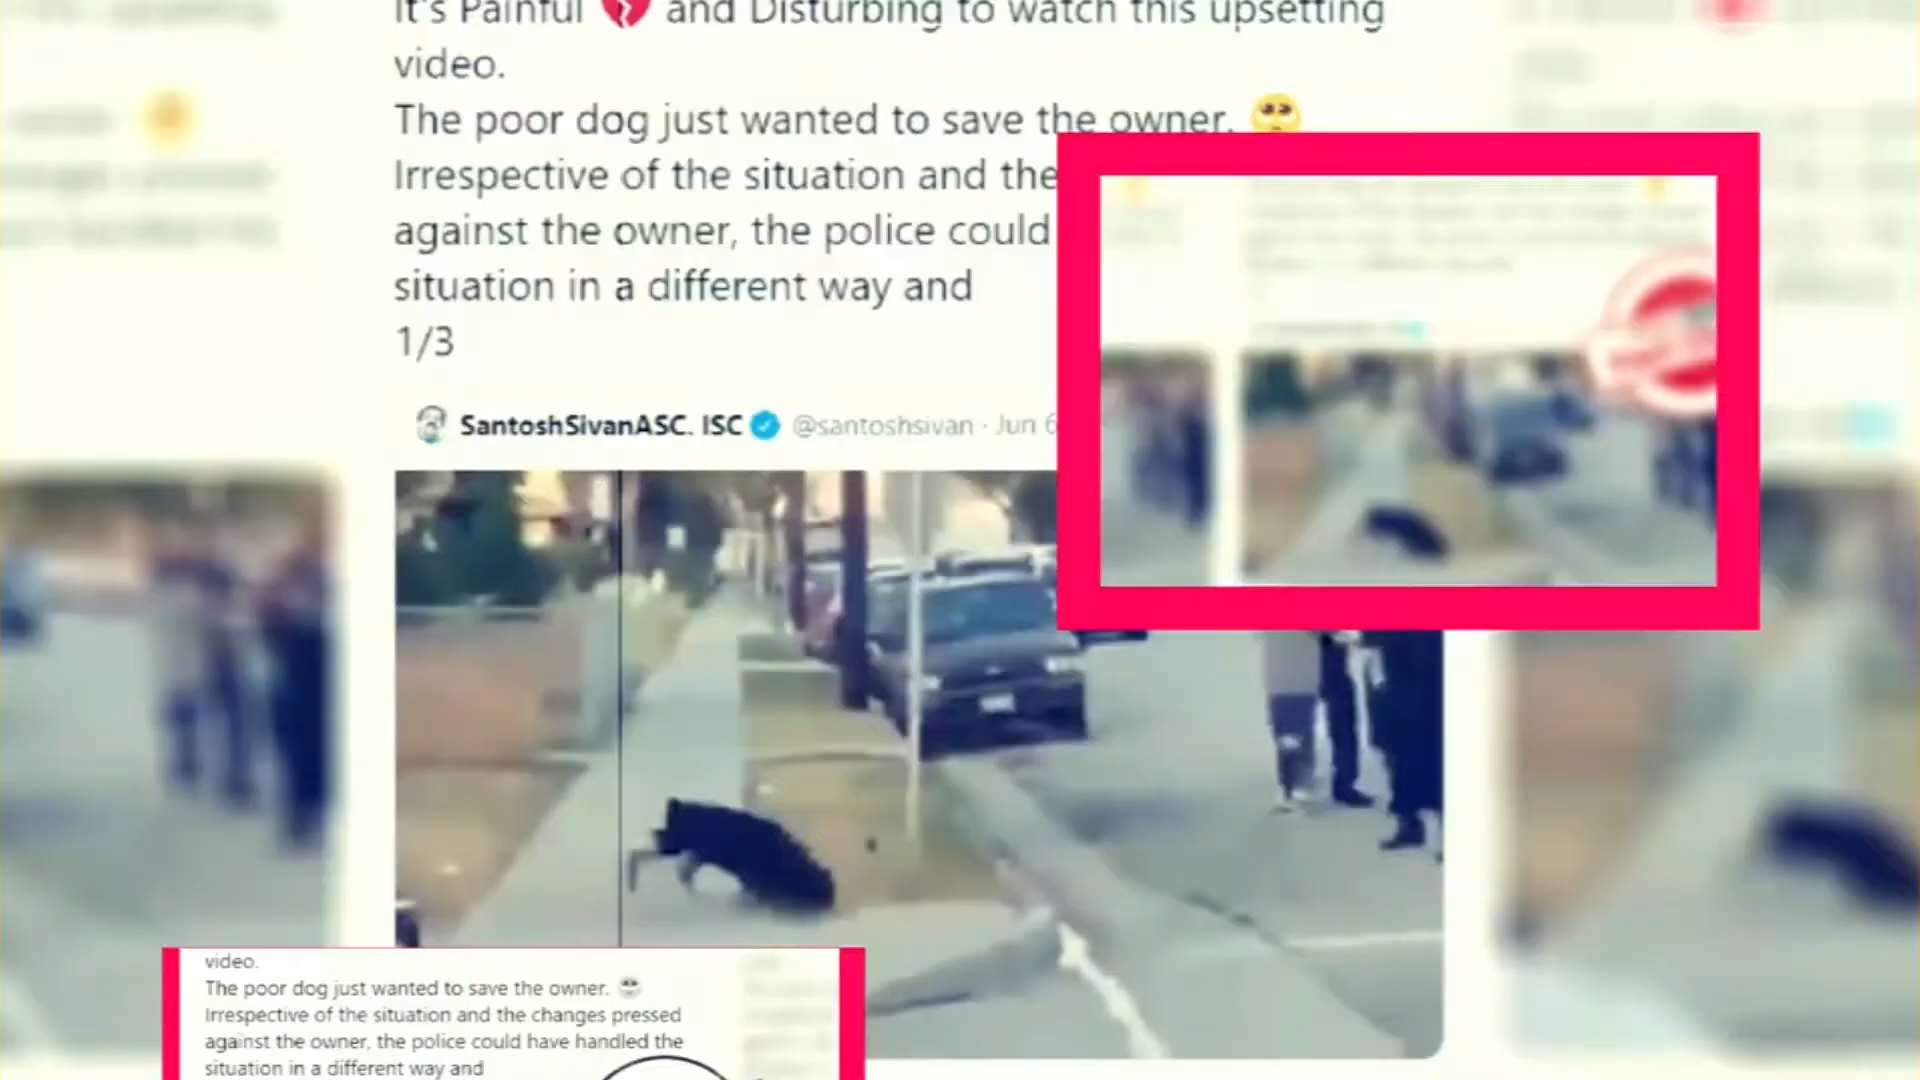 It's Painful 💔 and Disturbing to watch this upsetting
video.
The poor dog just wanted to save the owner. 🥺
Irrespective of the situation and the
against the owner, the police could
situation in a different way and
1/3
SantoshSivanASC. ISC @santoshsivan · Jun 6
video.
The poor dog just wanted to save the owner. 🥺
Irrespective of the situation and the changes pressed
against the owner, the police could have handled the
situation in a different way and